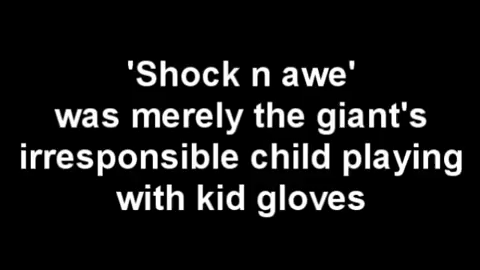 'Shock n awe'
was merely the giant's
irresponsible child playing
with kid gloves